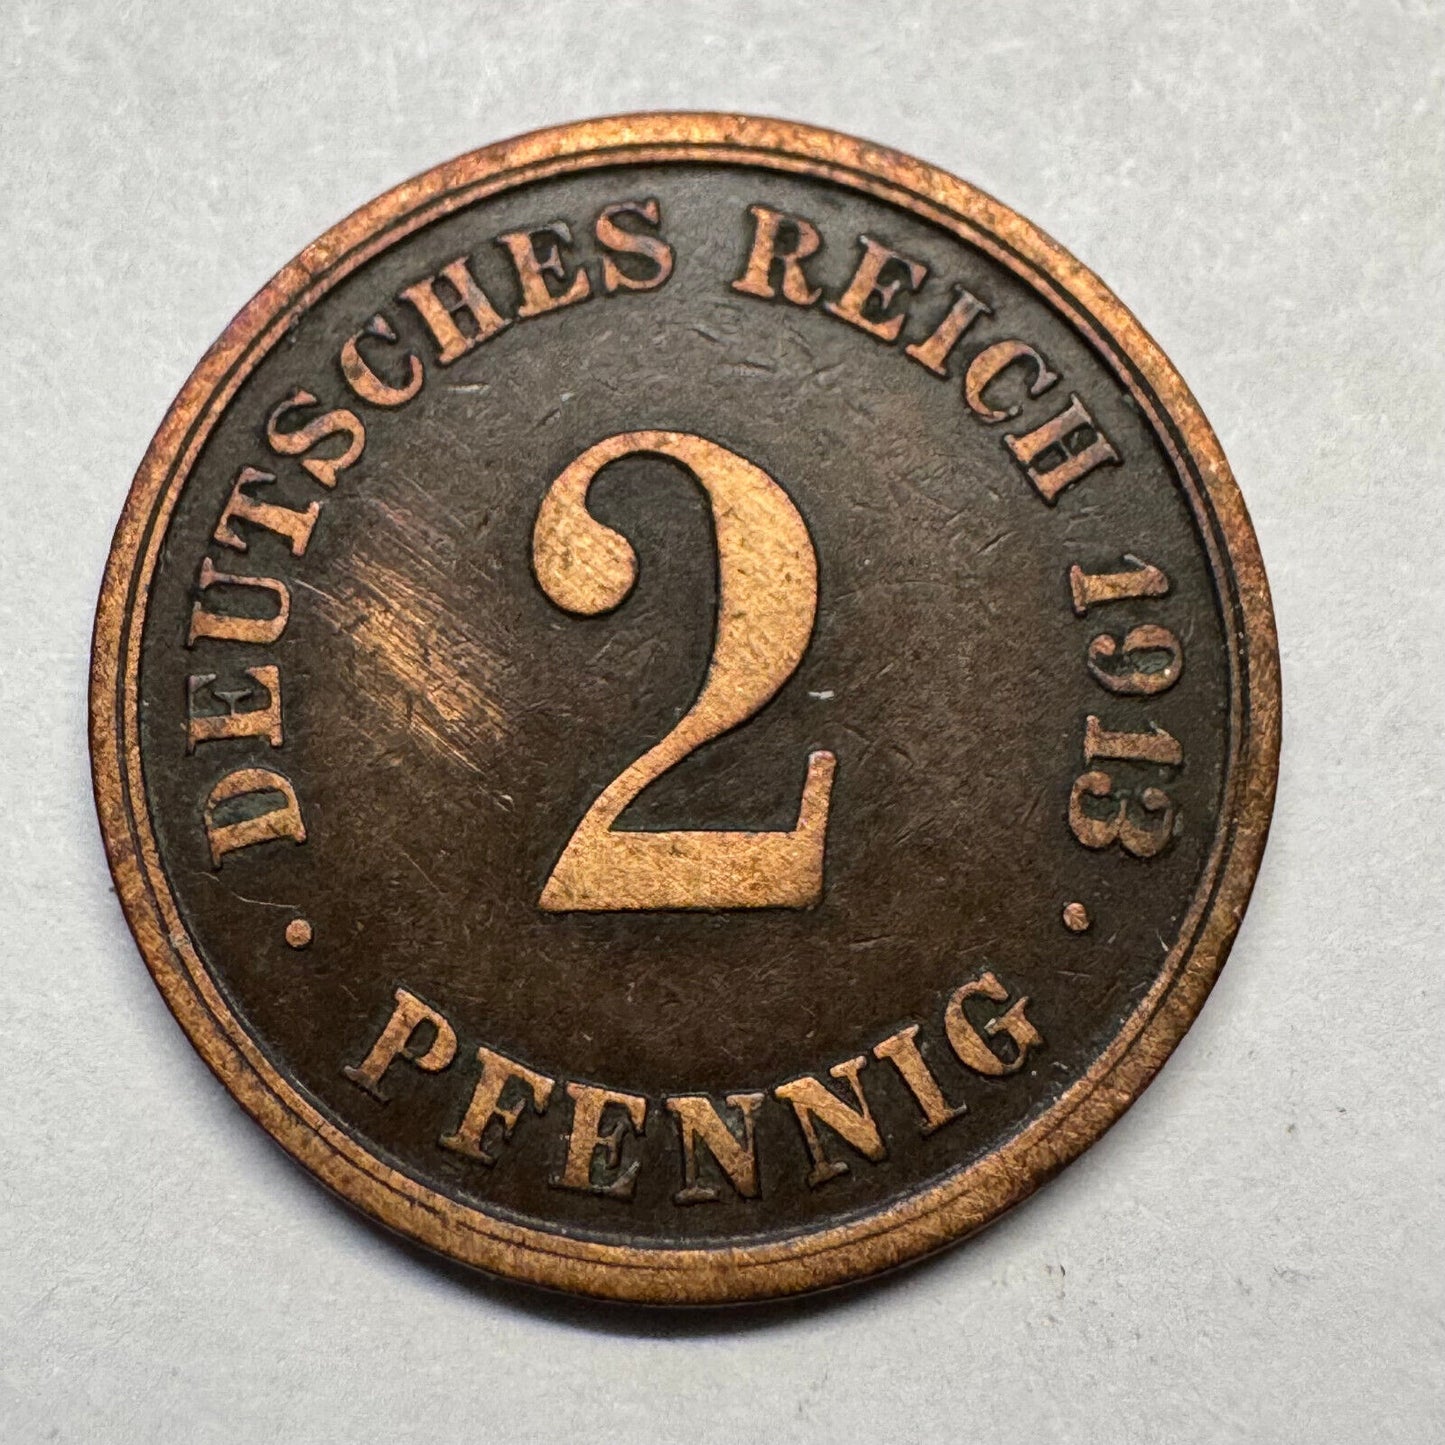 DEUTSCHES REICH 1913
2
· PFENNIG ·